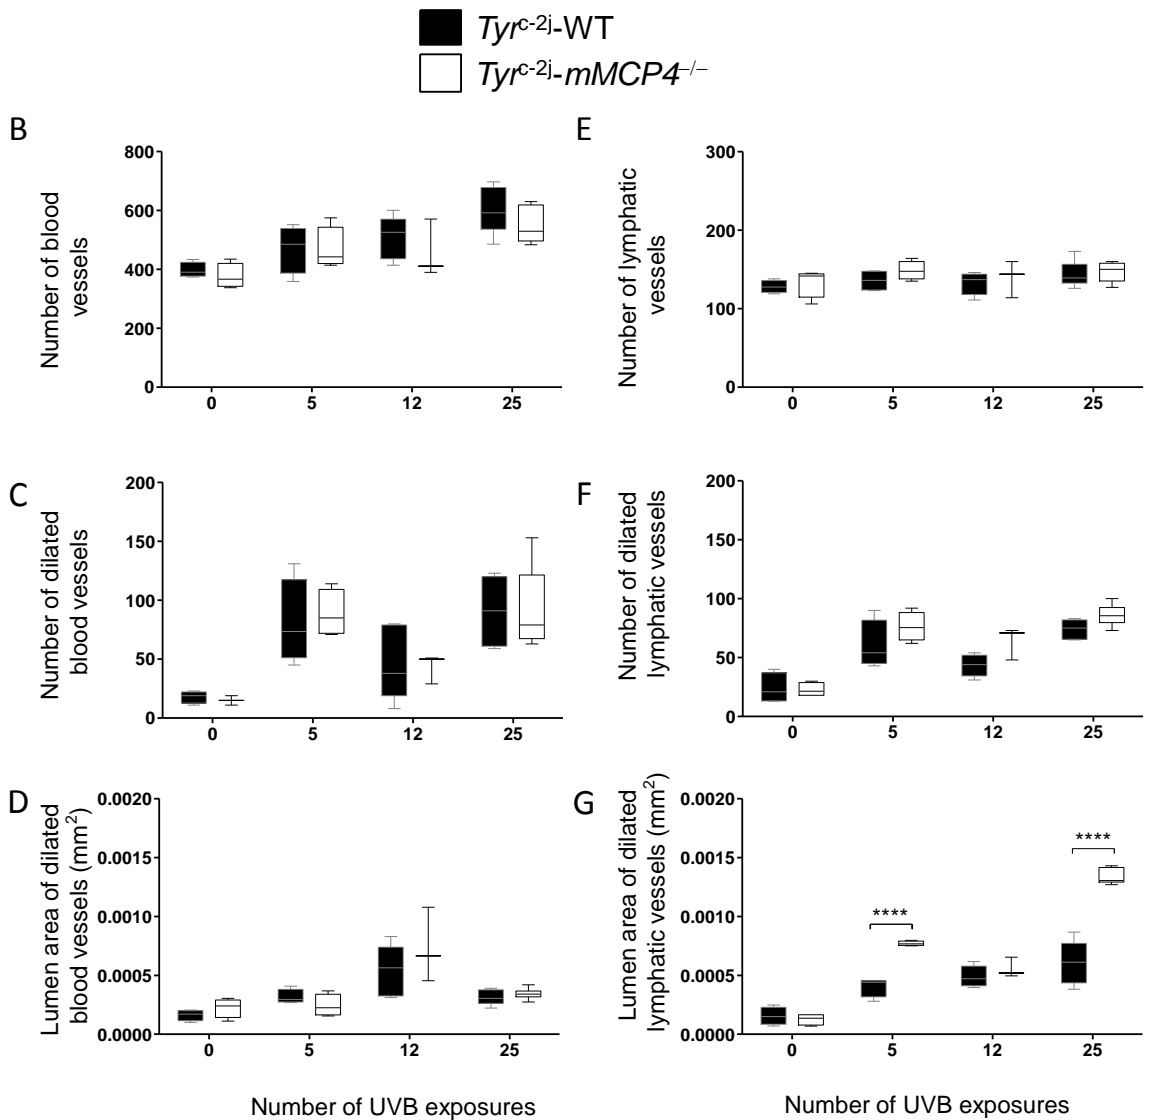 Tyrc-2j-WT
Tyrc-2j-mMCP4–/–
B
Number of blood
vessels
800
600
400
200
0
0 5 12 25
E
Number of lymphatic
vessels
300
200
100
0
0 5 12 25
C
Number of dilated
blood vessels
200
150
100
50
0
0 5 12 25
F
Number of dilated
lymphatic vessels
200
150
100
50
0
0 5 12 25
D
Lumen area of dilated
blood vessels (mm2)
0.0020
0.0015
0.0010
0.0005
0.0000
0 5 12 25
Number of UVB exposures
G
Lumen area of dilated
lymphatic vessels (mm2)
0.0020
0.0015
0.0010
0.0005
0.0000
****
****
0 5 12 25
Number of UVB exposures